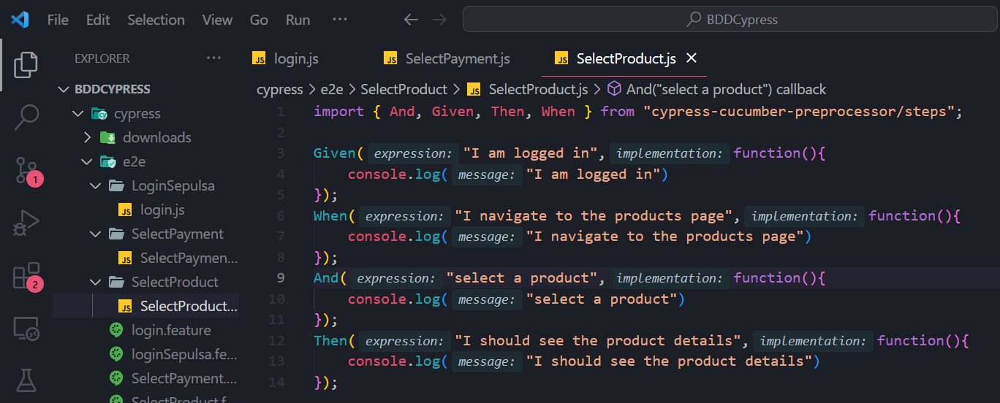 File Edit Selection View Go Run ... BDDCypress
EXPLORER ...
login.js SelectPayment.js SelectProduct.js
BDDCYPRESS
cypress > e2e > SelectProduct > JS SelectProduct.js > And("select a product") callback
cypress
downloads
e2e
1
LoginSepulsa
JS login.js
SelectPayment
JS SelectPaymen...
2
SelectProduct
JS SelectProduct...
login.feature
loginSepulsa.fe...
SelectPayment....
SelectProduct.f
1 import { And, Given, Then, When } from "cypress-cucumber-preprocessor/steps";
2
3 Given( expression: "I am logged in", implementation: function(){
4 console.log( message: "I am logged in")
5 });
6 When( expression: "I navigate to the products page", implementation: function(){
7 console.log( message: "I navigate to the products page")
8 });
9 And( expression: "select a product", implementation: function(){
10 console.log( message: "select a product")
11 });
12 Then( expression: "I should see the product details", implementation: function(){
13 console.log( message: "I should see the product details")
14 });